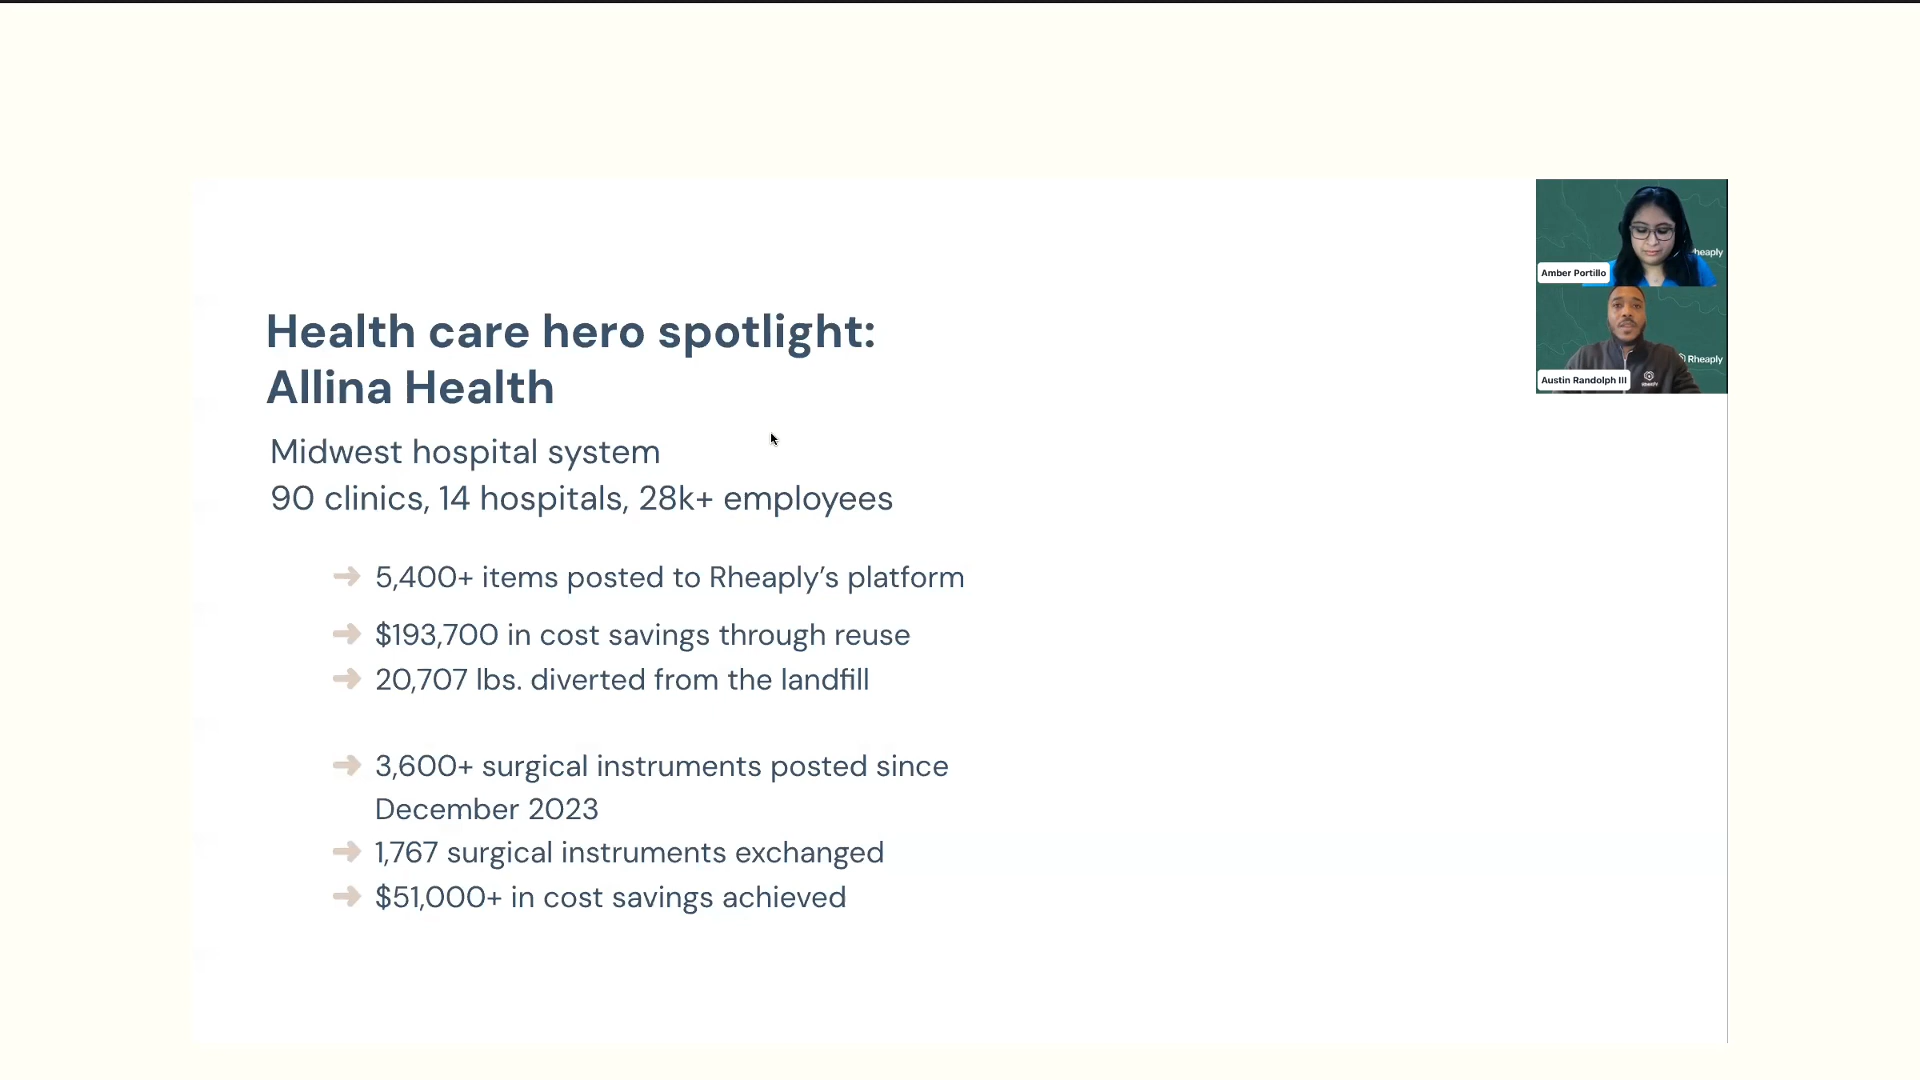 Health care hero spotlight:
Allina Health
Midwest hospital system
90 clinics, 14 hospitals, 28k+ employees
5,400+ items posted to Rheaply’s platform
$193,700 in cost savings through reuse
20,707 lbs. diverted from the landfill
3,600+ surgical instruments posted since
December 2023
1,767 surgical instruments exchanged
$51,000+ in cost savings achieved
heaply
Amber Portillo
Rheaply
Austin Randolph III